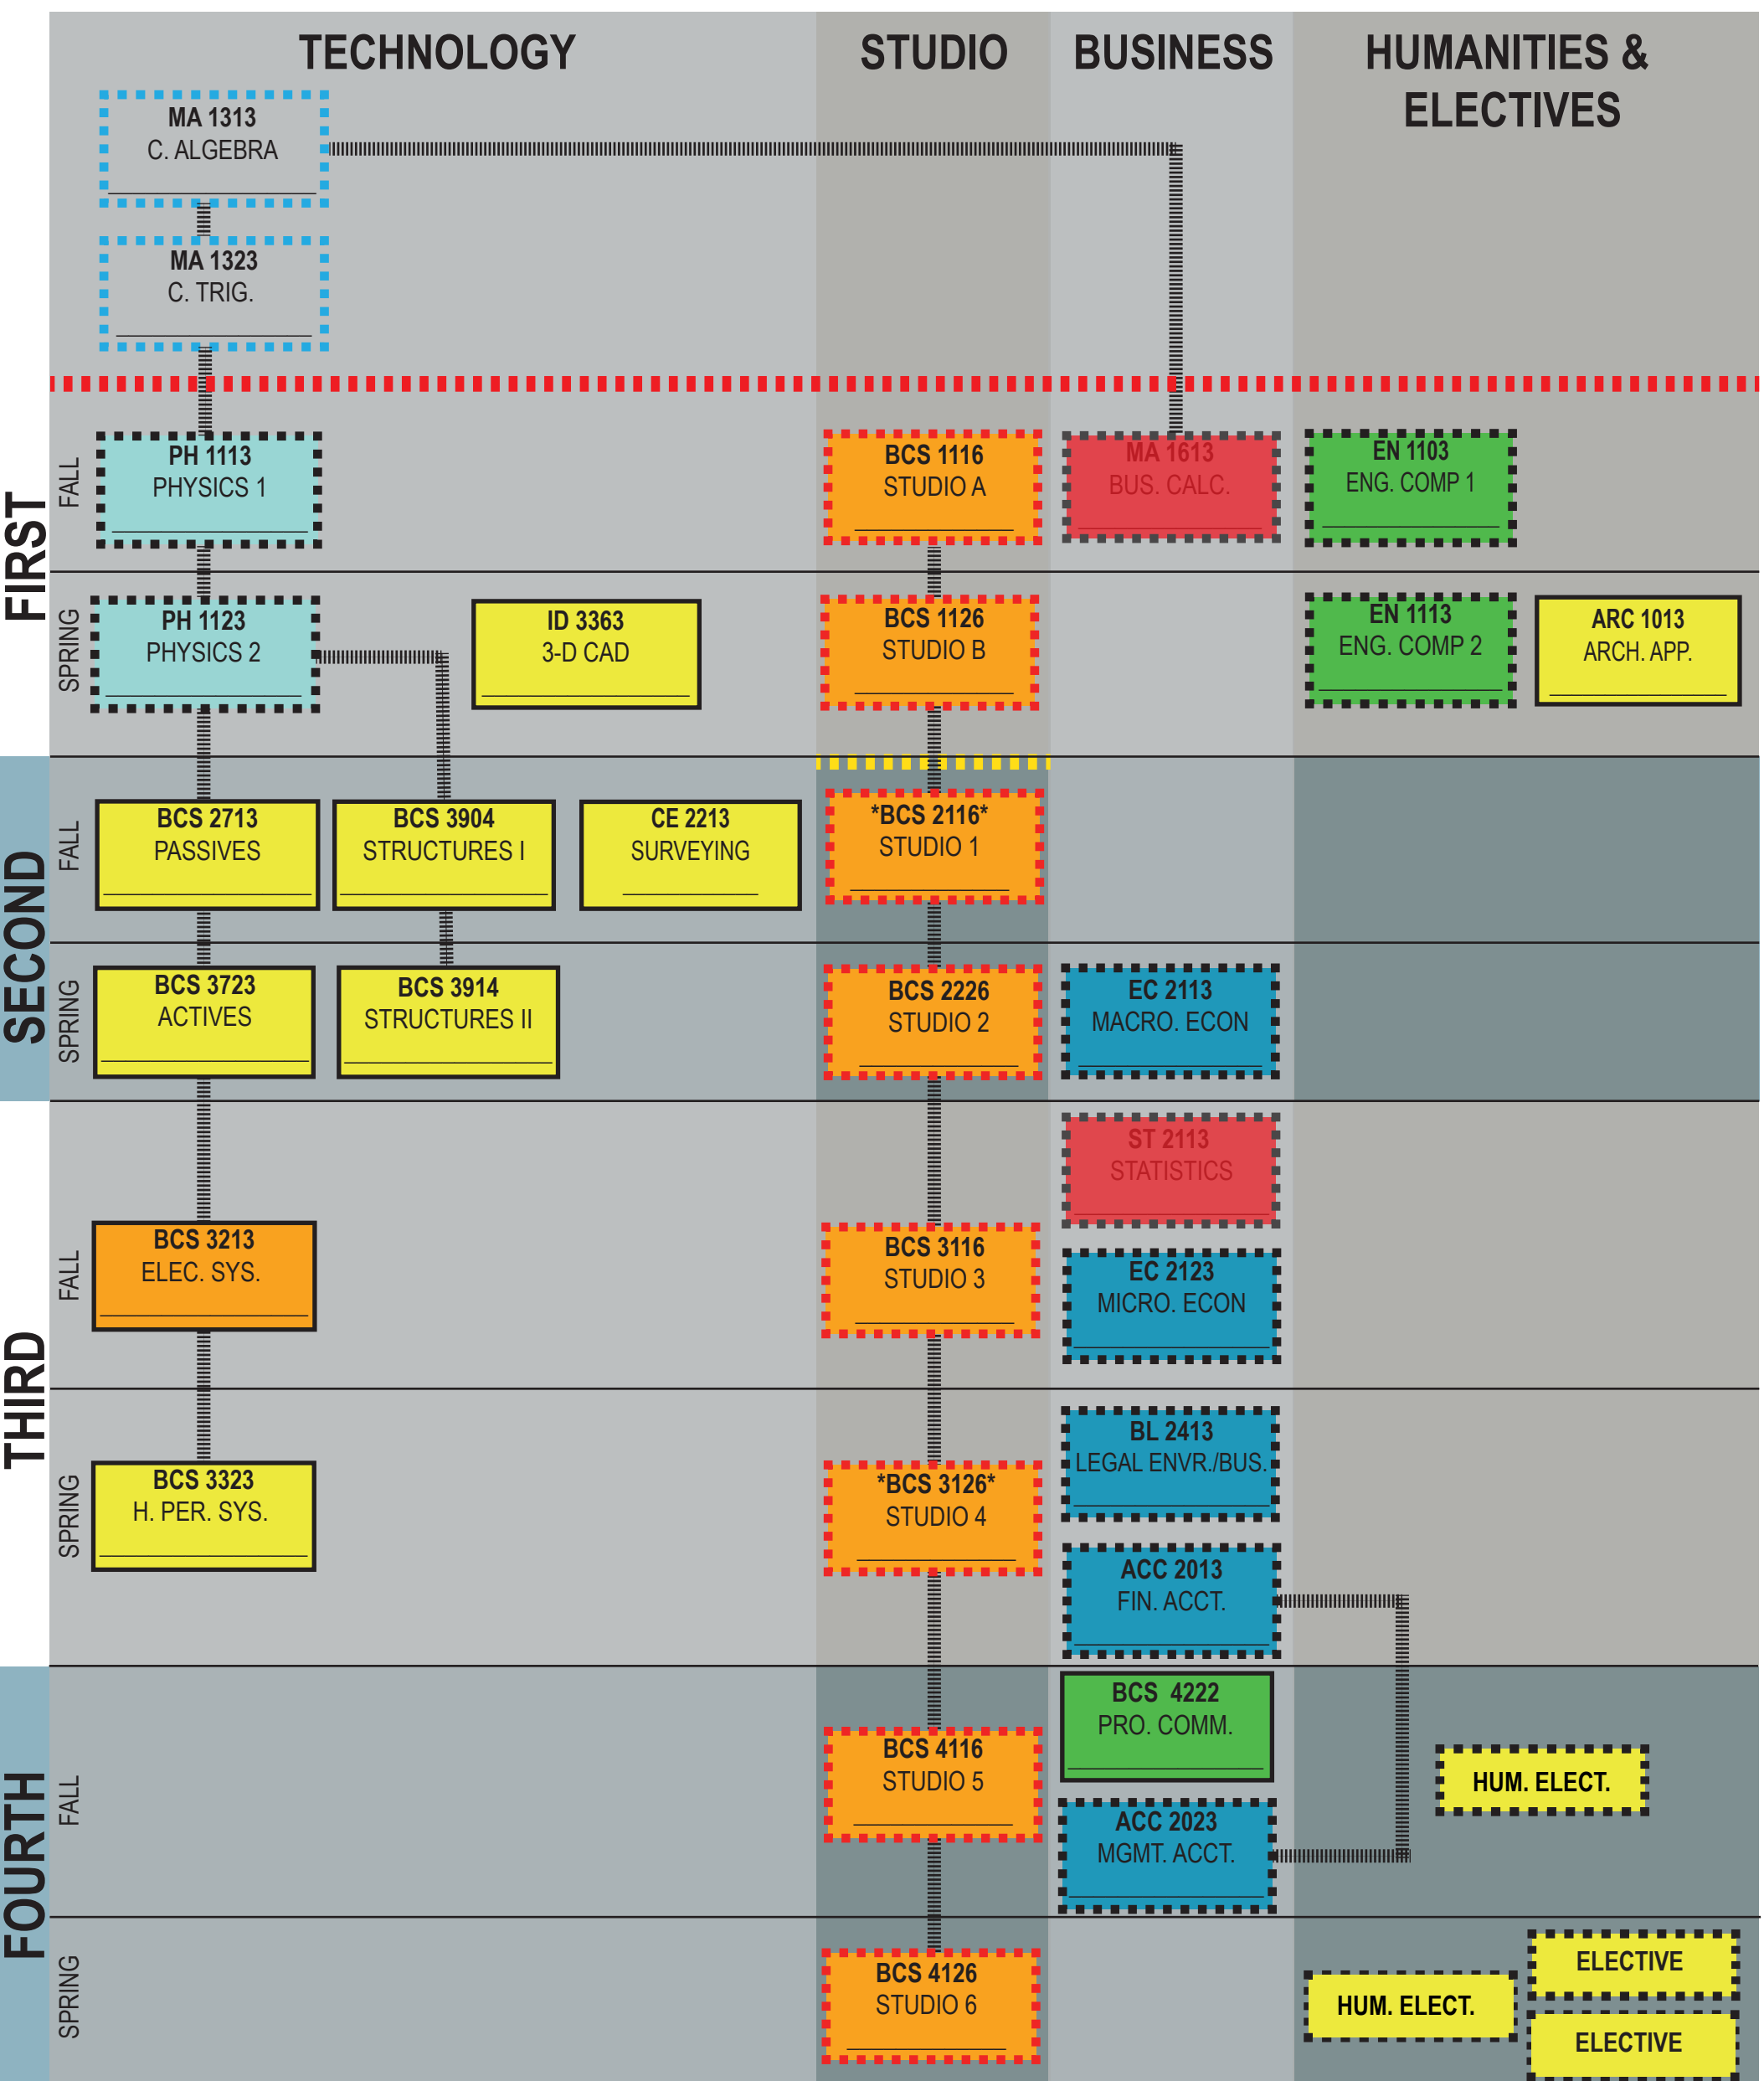 TECHNOLOGY
STUDIO
BUSINESS
HUMANITIES &
ELECTIVES
MA 1313
C. ALGEBRA
MA 1323
C. TRIG.
FIRST
FALL
PH 1113
PHYSICS 1
BCS 1116
STUDIO A
MA 1613
BUS. CALC.
EN 1103
ENG. COMP 1
SPRING
PH 1123
PHYSICS 2
ID 3363
3-D CAD
BCS 1126
STUDIO B
EN 1113
ENG. COMP 2
ARC 1013
ARCH. APP.
SECOND
FALL
BCS 2713
PASSIVES
BCS 3904
STRUCTURES I
CE 2213
SURVEYING
*BCS 2116*
STUDIO 1
SPRING
BCS 3723
ACTIVES
BCS 3914
STRUCTURES II
BCS 2226
STUDIO 2
EC 2113
MACRO. ECON
THIRD
FALL
BCS 3213
ELEC. SYS.
BCS 3116
STUDIO 3
ST 2113
STATISTICS
EC 2123
MICRO. ECON
SPRING
BCS 3323
H. PER. SYS.
*BCS 3126*
STUDIO 4
BL 2413
LEGAL ENVR./BUS.
ACC 2013
FIN. ACCT.
FOURTH
FALL
BCS 4116
STUDIO 5
BCS 4222
PRO. COMM.
ACC 2023
MGMT. ACCT.
HUM. ELECT.
SPRING
BCS 4126
STUDIO 6
HUM. ELECT.
ELECTIVE
ELECTIVE